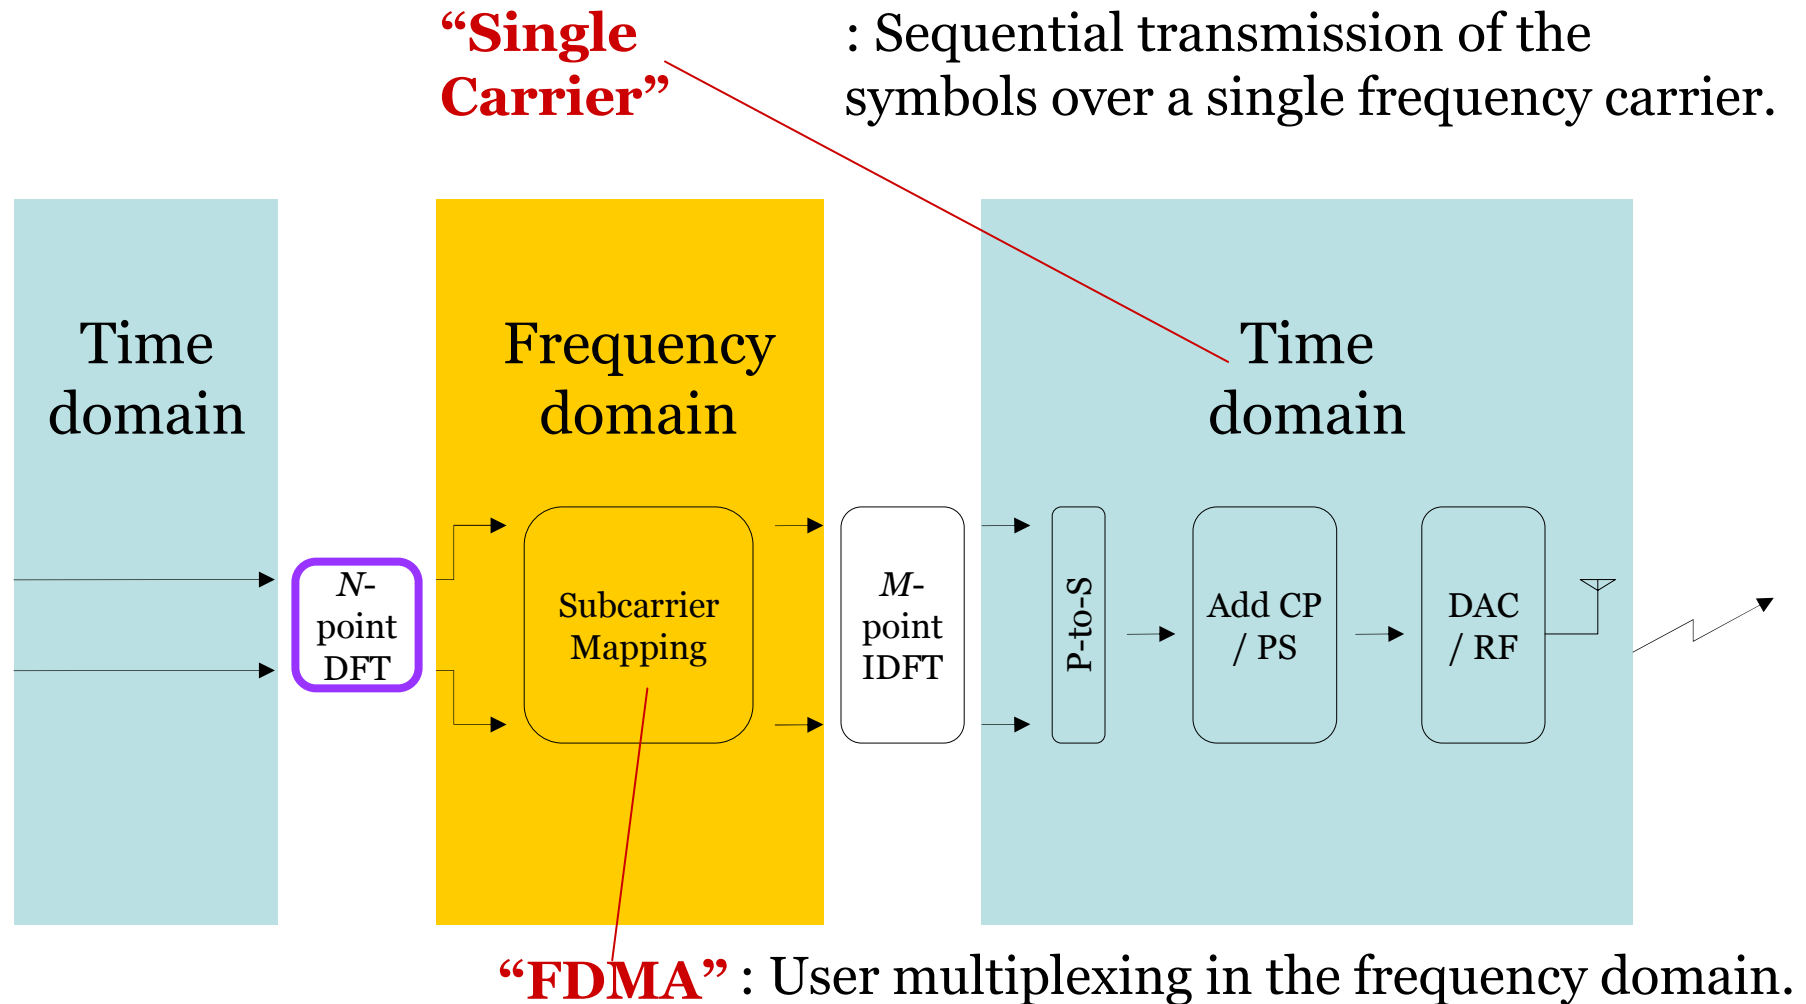 “Single
Carrier”
: Sequential transmission of the
symbols over a single frequency carrier.
Time
domain
Frequency
domain
Time
domain
N-
point
DFT
Subcarrier
Mapping
M-
point
IDFT
P-to-S
Add CP
/ PS
DAC
/ RF
“FDMA” : User multiplexing in the frequency domain.